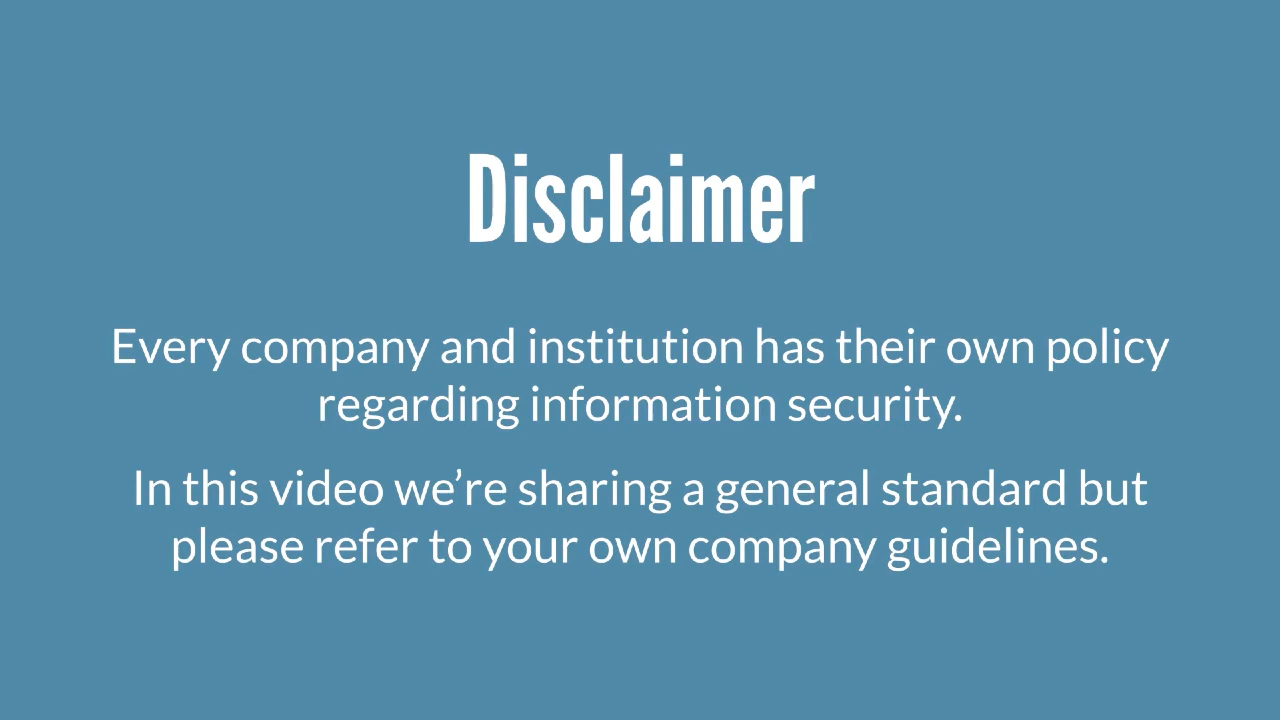 Disclaimer
Every company and institution has their own policy
regarding information security.
In this video we’re sharing a general standard but
please refer to your own company guidelines.